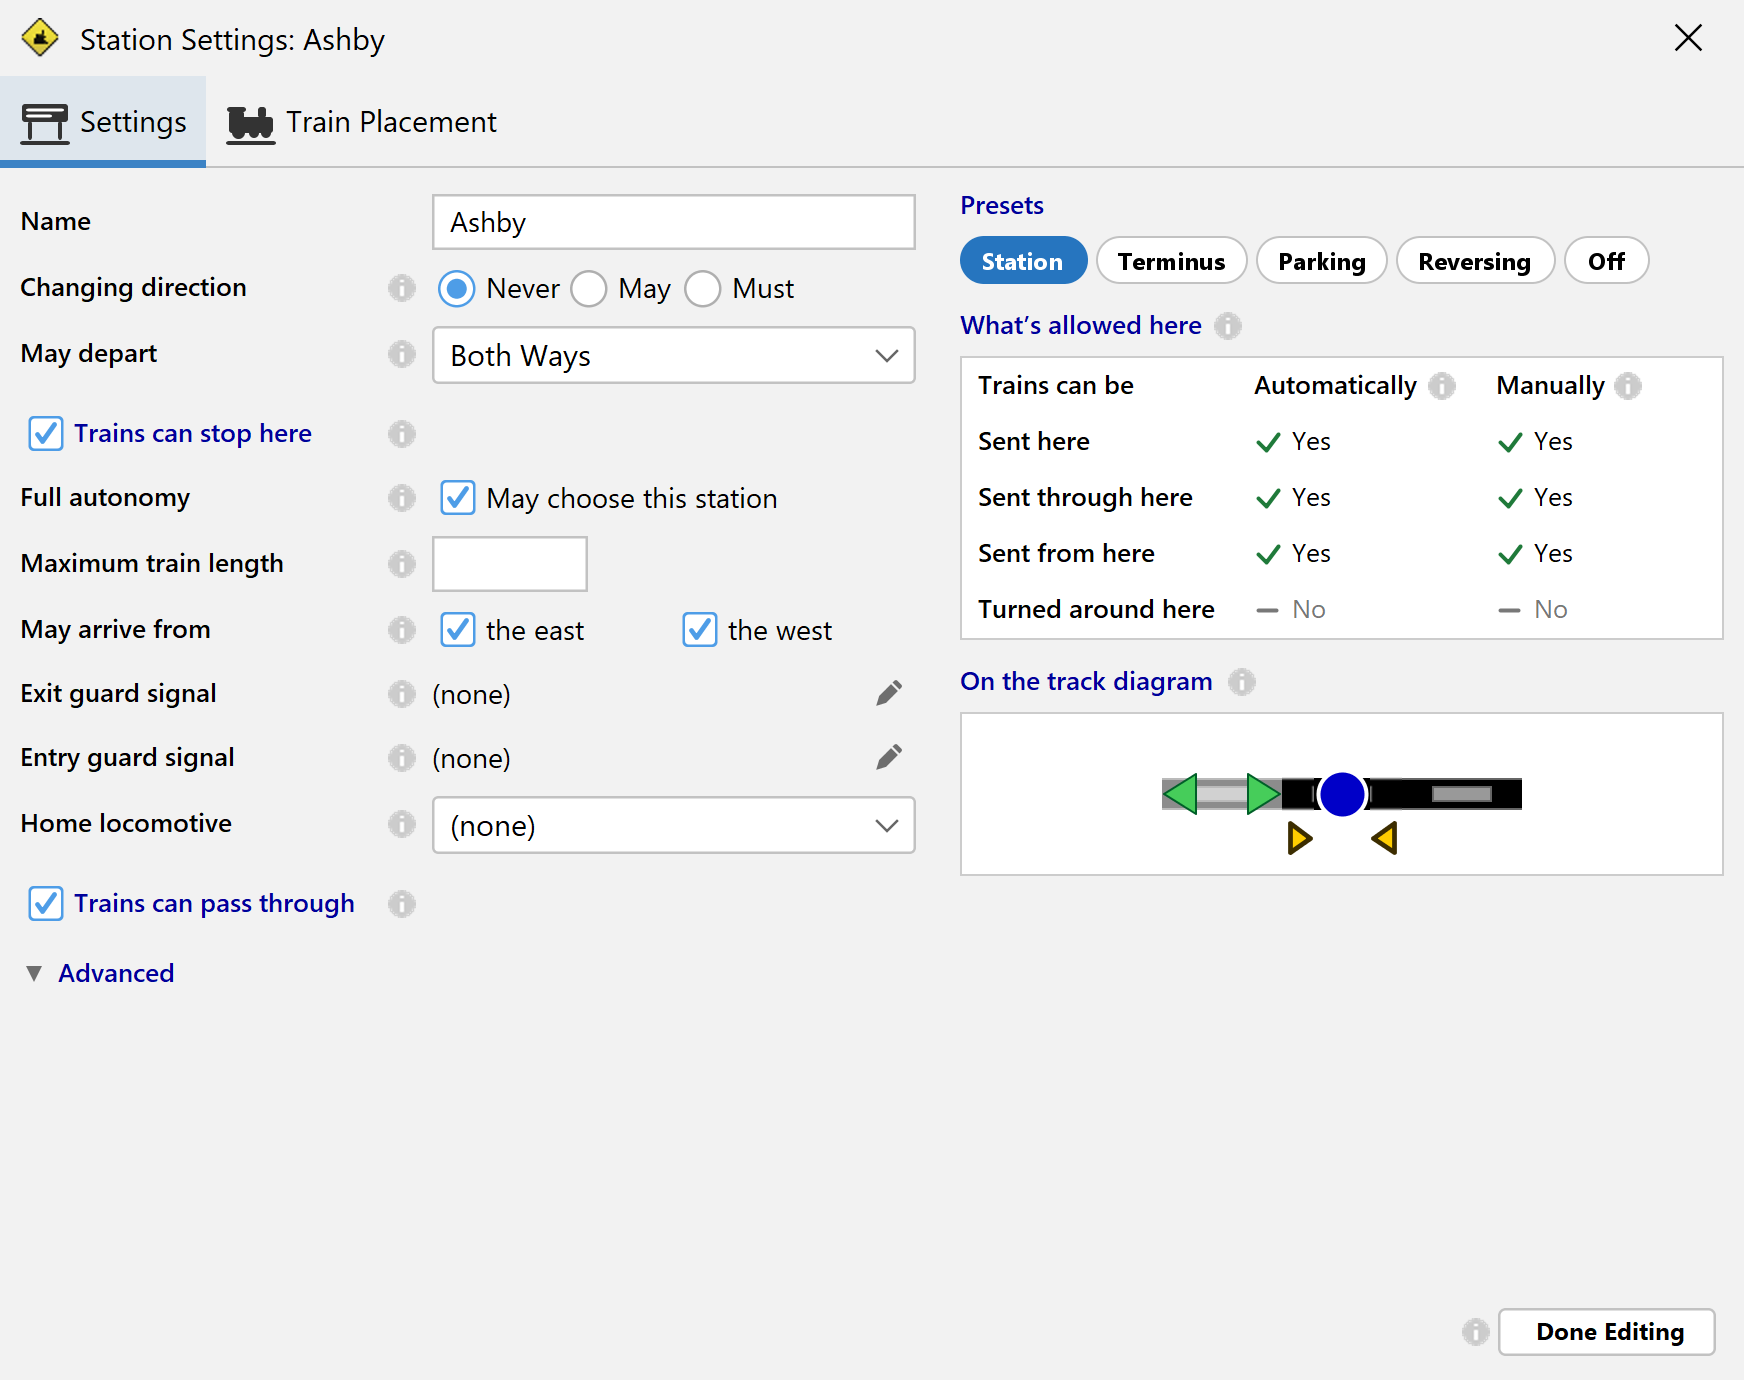 Station Settings: Ashby
Settings
Train Placement
Name
Ashby
Changing direction
Never
May
Must
May depart
Both Ways
Trains can stop here
Full autonomy
May choose this station
Maximum train length
May arrive from
the east
the west
Exit guard signal
(none)
Entry guard signal
(none)
Home locomotive
(none)
Trains can pass through
Advanced
Presets
Station
Terminus
Parking
Reversing
Off
What’s allowed here
Trains can be
Automatically
Manually
Sent here
Yes
Yes
Sent through here
Yes
Yes
Sent from here
Yes
Yes
Turned around here
No
No
On the track diagram
Done Editing